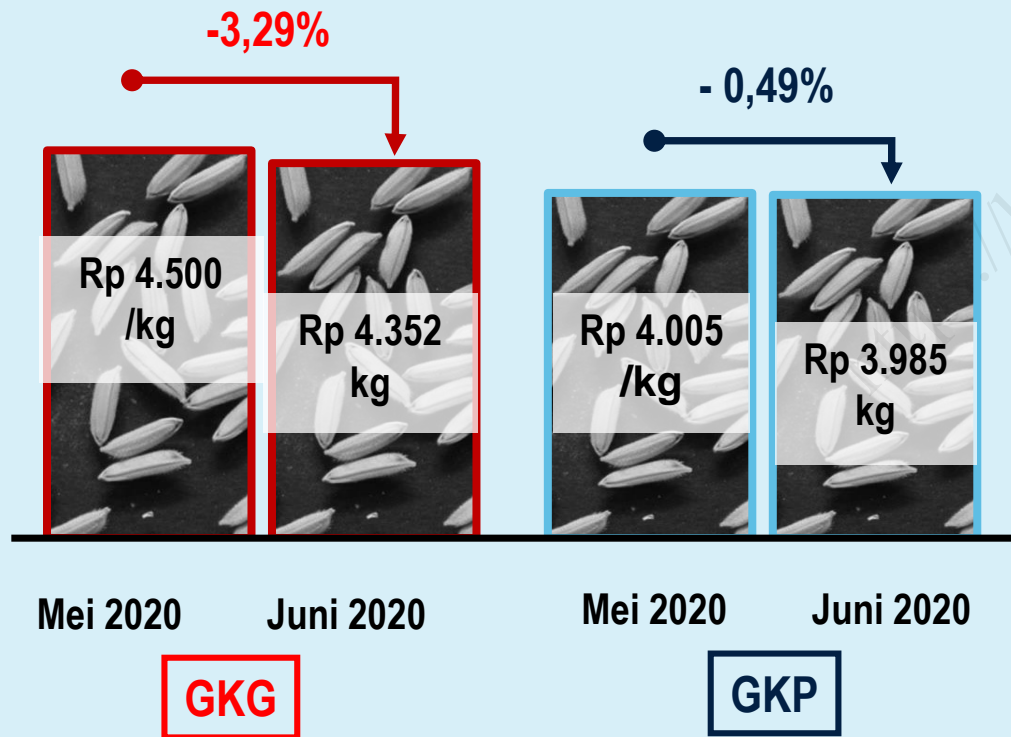 -3,29%
- 0,49%
Rp 4.500
/kg
Rp 4.352
kg
Rp 4.005
/kg
Rp 3.985
kg
Mei 2020
Juni 2020
Mei 2020
Juni 2020
GKG
GKP